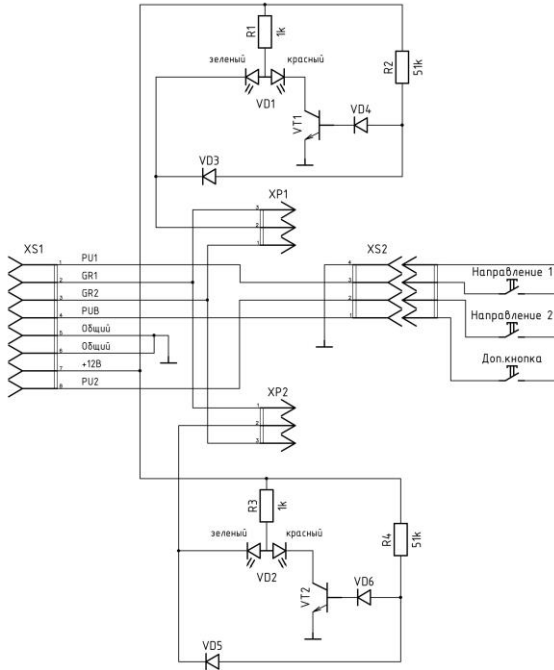 R1
1k
R2
51k
зеленый
красный
VD1
VT1
VD4
VD3
XP1
3
2
1
XS1
XS2
1 PU1
2 GR1
3 GR2
4 PUB
5 Общий
6 Общий
7 +12В
8 PU2
4
3
2
1
Направление 1
Направление 2
Доп.кнопка
XP2
1
2
3
R3
1k
R4
51k
зеленый
красный
VD2
VT2
VD6
VD5